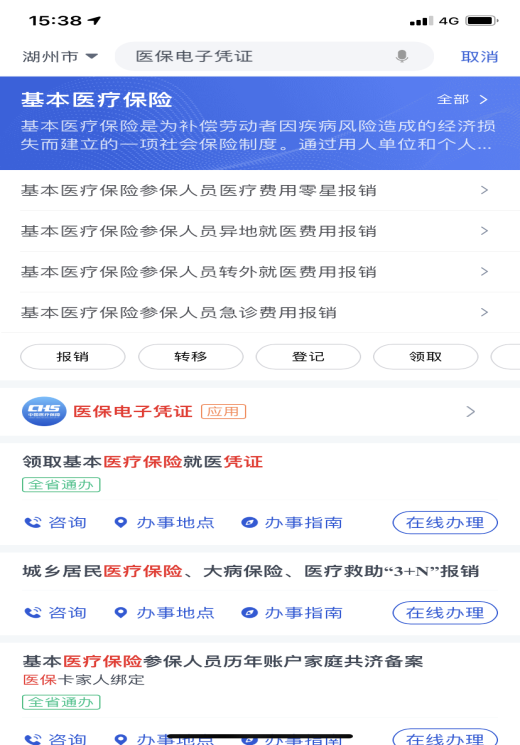 15:38
4G
湖州市
医保电子凭证
取消
基本医疗保险
全部
基本医疗保险是为补偿劳动者因疾病风险造成的经济损
失而建立的一项社会保险制度。通过用人单位和个人...
基本医疗保险参保人员医疗费用零星报销
基本医疗保险参保人员异地就医费用报销
基本医疗保险参保人员转外就医费用报销
基本医疗保险参保人员急诊费用报销
报销 转移 登记 领取
CHS
医保电子凭证 应用
领取基本医疗保险就医凭证
全省通办
咨询 办事地点 办事指南 在线办理
城乡居民医疗保险、大病保险、医疗救助“3+N”报销
咨询 办事地点 办事指南 在线办理
基本医疗保险参保人员历年账户家庭共济备案
医保卡家人绑定
全省通办
咨询 办事地点 办事指南 在线办理